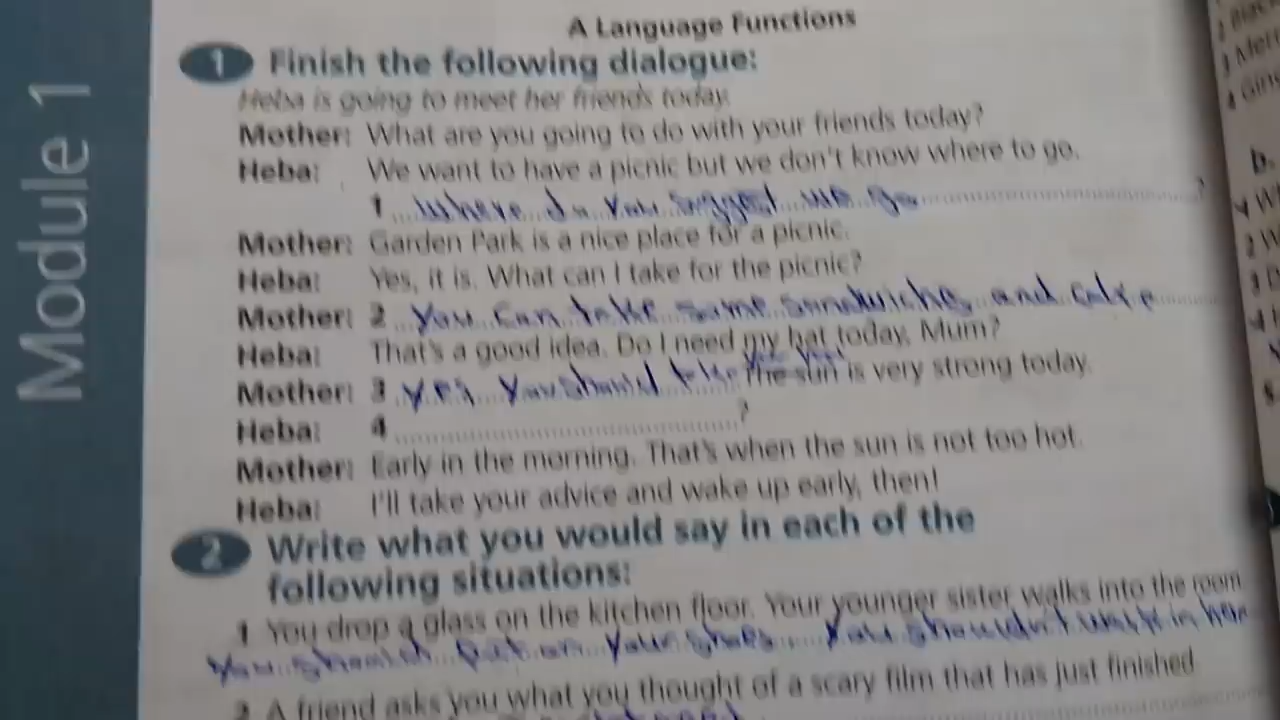 A Language Functions
Module 1
1 Finish the following dialogue:
Heba is going to meet her friends today.
Mother: What are you going to do with your friends today?
Heba: We want to have a picnic but we don't know where to go.
1 Where do you suggest we go ?
Mother: Garden Park is a nice place for a picnic.
Heba: Yes, it is. What can I take for the picnic?
Mother: 2 You can take some sandwiches and cake
Heba: That's a good idea. Do I need my hat today, Mum?
Mother: 3 yes, you should take your hat. The sun is very strong today.
Heba: 4 ?
Mother: Early in the morning. That's when the sun is not too hot.
Heba: I'll take your advice and wake up early, then!
2 Write what you would say in each of the
following situations:
1 You drop a glass on the kitchen floor. Your younger sister walks into the room
You should put on your shoes. You shouldn't walk in here
2 A friend asks you what you thought of a scary film that has just finished